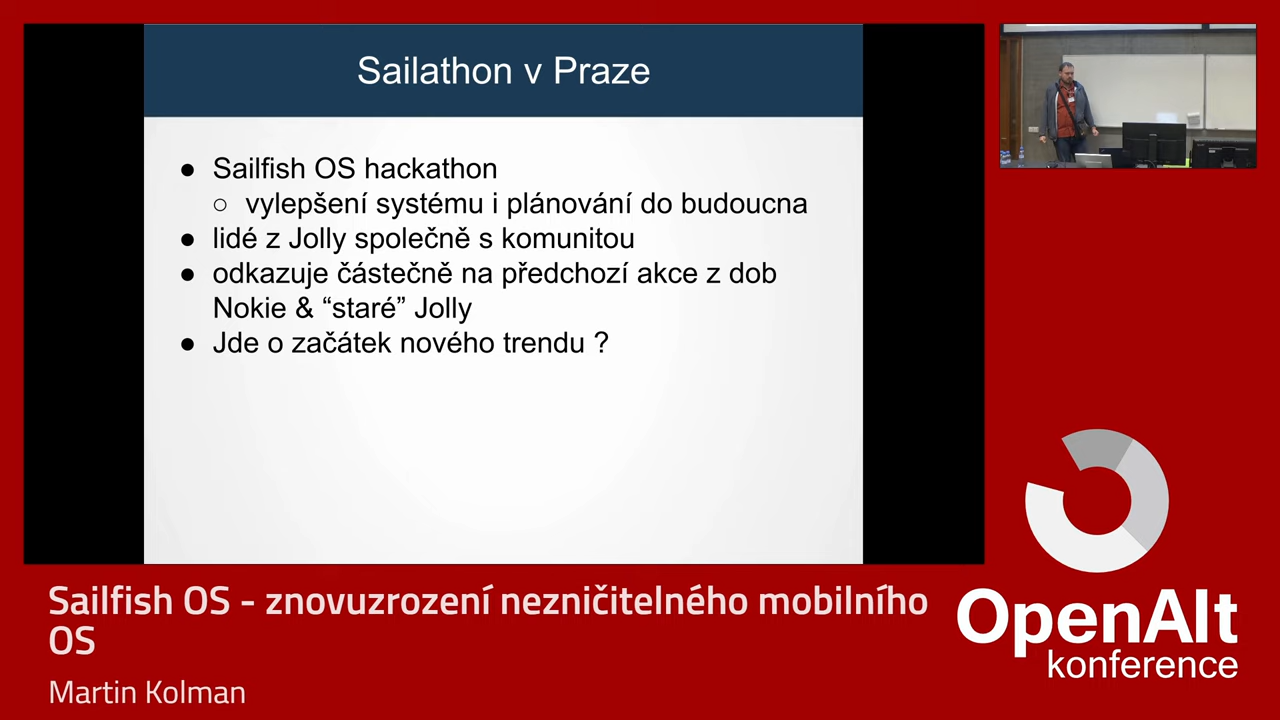 Sailathon v Praze
● Sailfish OS hackathon
○ vylepšení systému i plánování do budoucna
● lidé z Jolly společně s komunitou
● odkazuje částečně na předchozí akce z dob
Nokie & “staré” Jolly
● Jde o začátek nového trendu ?
Sailfish OS - znovuzrození nezničitelného mobilního
OS
Martin Kolman
OpenAlt
konference